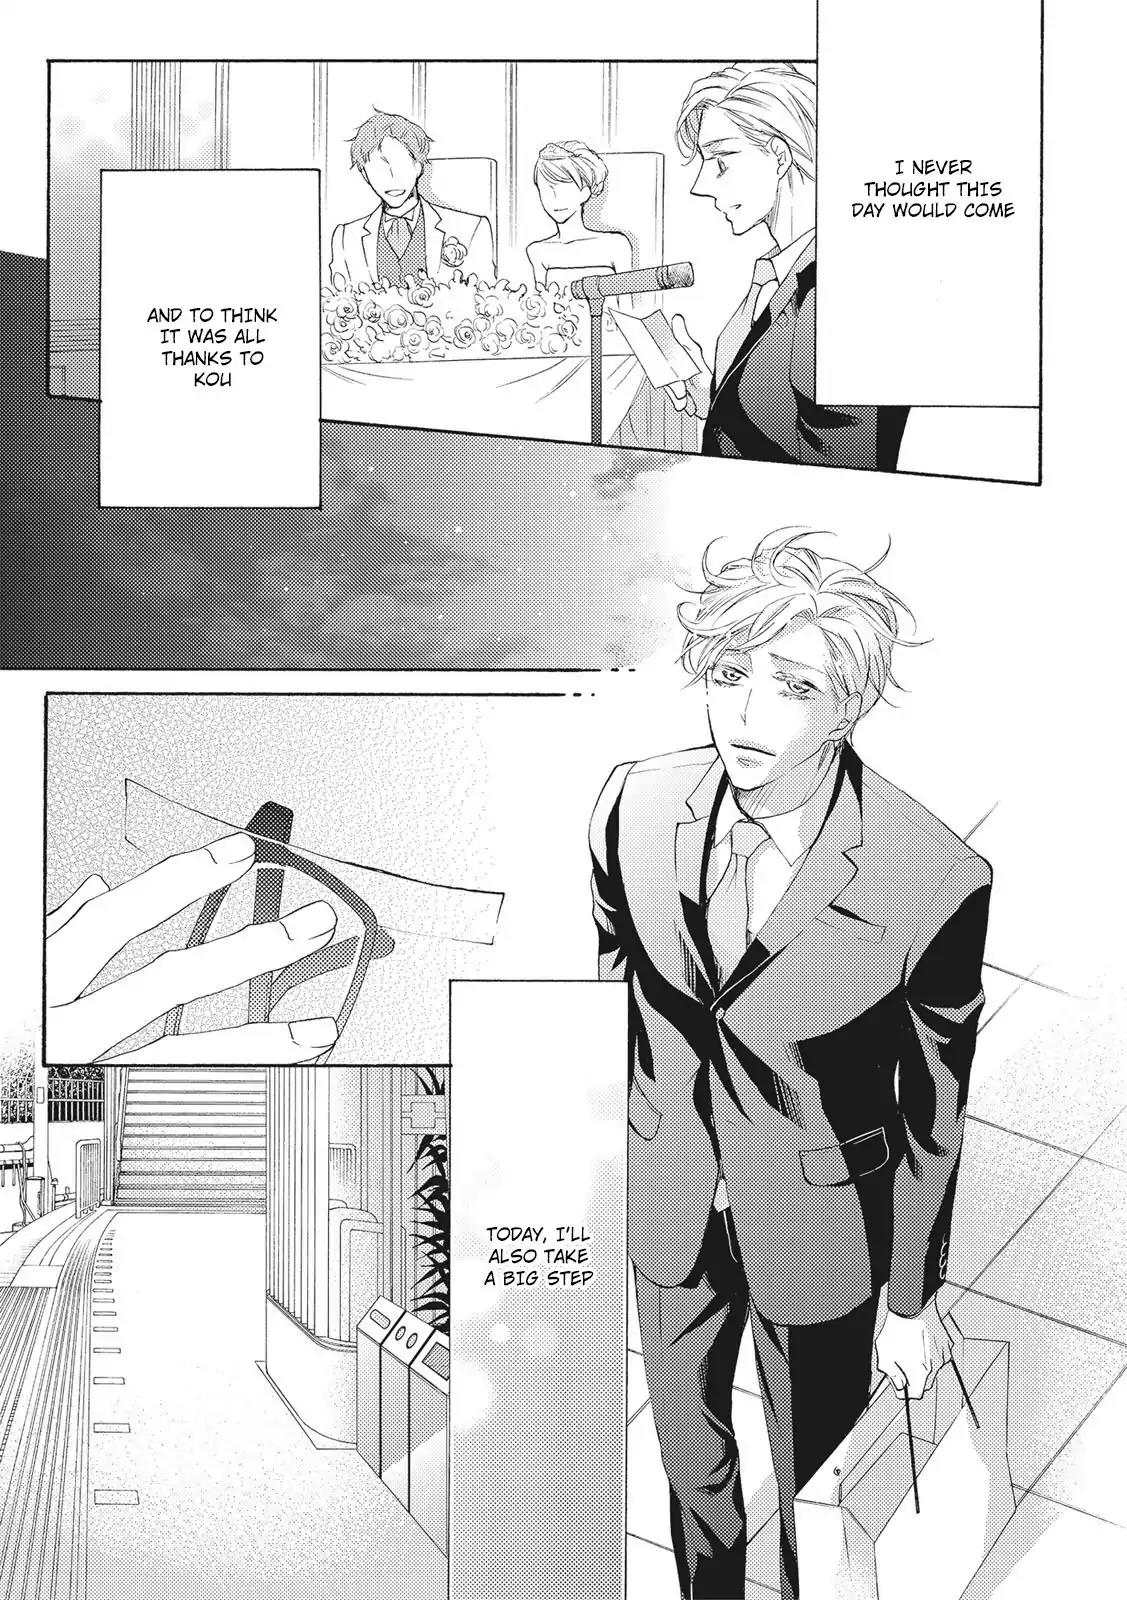 I NEVER
THOUGHT THIS
DAY WOULD COME
AND TO THINK
IT WAS ALL
THANKS TO
KOU
TODAY, I'LL
ALSO TAKE
A BIG STEP